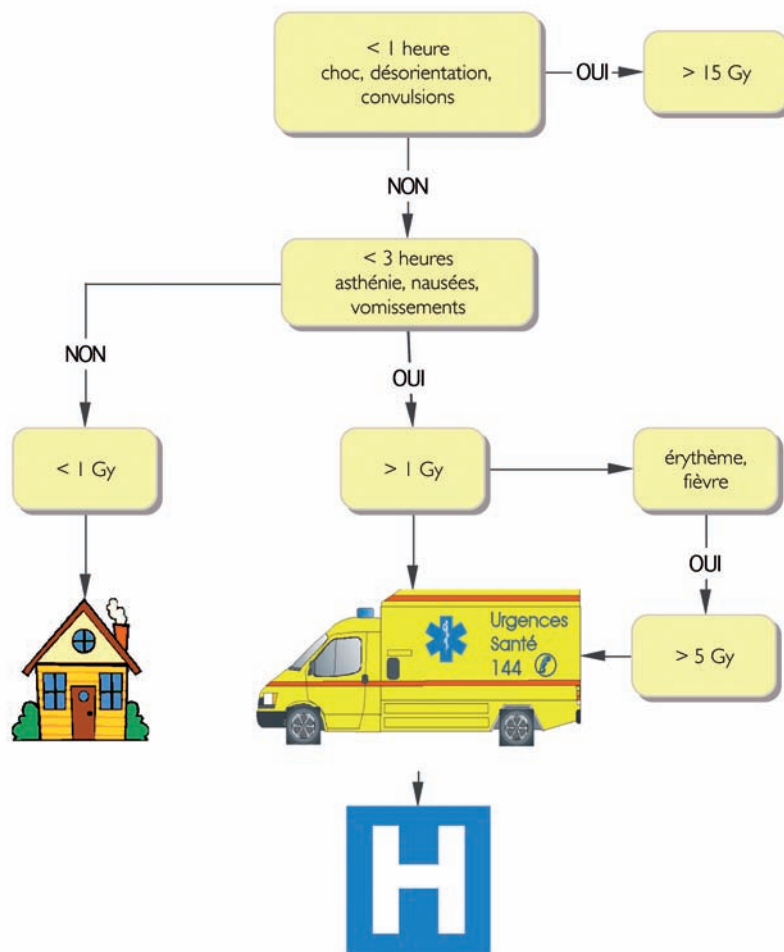 < 1 heure
choc, désorientation,
convulsions
OUI
> 15 Gy
NON
< 3 heures
asthénie, nausées,
vomissements
NON
OUI
< 1 Gy
> 1 Gy
érythème,
fièvre
OUI
Urgences
Santé
144
> 5 Gy
H